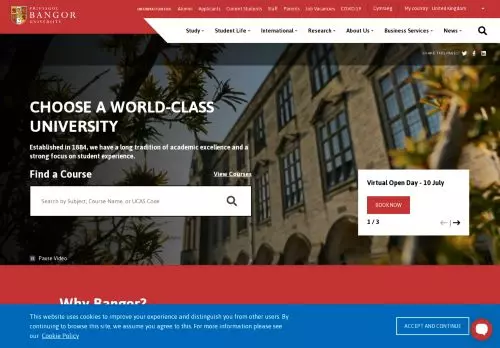 PRIFYSGOL
BANGOR
UNIVERSITY
INFORMATION FOR: Alumni Applicants Current Students Staff Parents Job Vacancies COVID-19 Cymraeg My country: United Kingdom
Study Student Life International Research About Us Business Services News
SHARE THIS PAGE
CHOOSE A WORLD-CLASS
UNIVERSITY
Established in 1884, we have a long tradition of academic excellence and a
strong focus on student experience.
Find a Course View Courses
Search by Subject, Course Name, or UCAS Code
Virtual Open Day - 10 July
BOOK NOW
1 / 3
Pause Video
Why Bangor?
This website uses cookies to improve your experience and distinguish you from other users. By
continuing to browse this site, we assume you agree to this. For more information please see
our Cookie Policy
ACCEPT AND CONTINUE